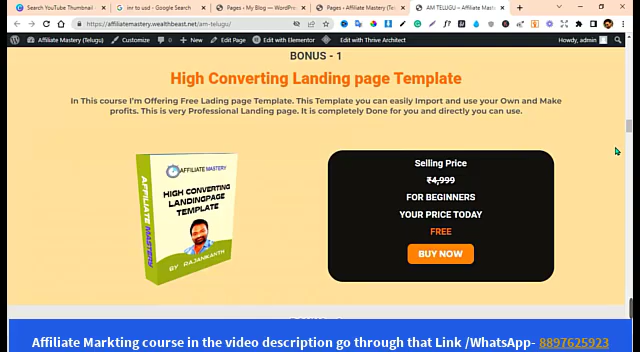 Search YouTube Thumbnail
inr to usd - Google Search
Pages ‹ My Blog — WordPr
Pages ‹ Affiliate Mastery (Te
AM TELUGU – Affiliate Maste
https://affiliatemastery.wealthbeast.net/am-telugu/
Affiliate Mastery (Telugu)
Customize
0
New
Edit Page
Edit with Elementor
Edit with Thrive Architect
Howdy, admin
BONUS - 1
High Converting Landing page Template
In This course I'm Offering Free Lading page Template. This Template you can easily Import and use your Own and Make
profits. This is very Professional Landing page. It is completely Done for you and directly you can use.
AFFILIATE MASTERY
AFFILIATE MASTERY
HIGH CONVERTING
LANDINGPAGE
TEMPLATE
BY RAJANIKANTH
Selling Price
₹4,999
FOR BEGINNERS
YOUR PRICE TODAY
FREE
BUY NOW
Affiliate Markting course in the video description go through that Link /WhatsApp- 8897625923